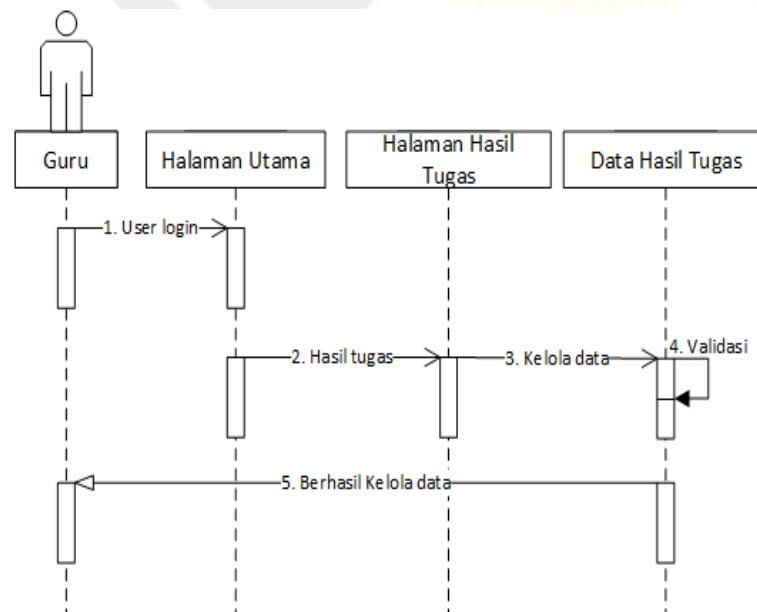 Guru
Halaman Utama
Halaman Hasil
Tugas
Data Hasil Tugas
1. User login
2. Hasil tugas
3. Kelola data
4. Validasi
5. Berhasil Kelola data